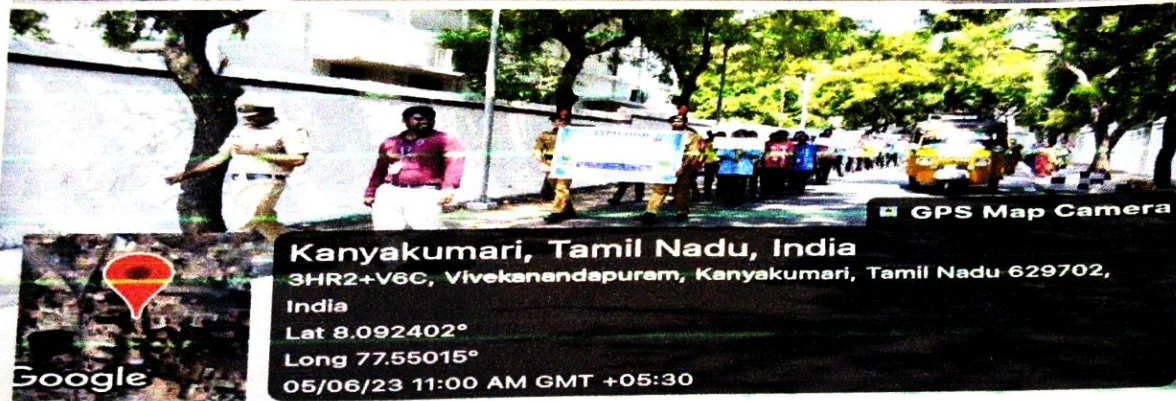 GPS Map Camera
Kanyakumari, Tamil Nadu, India
3HR2+V6C, Vivekanandapuram, Kanyakumari, Tamil Nadu 629702,
India
Lat 8.092402°
Long 77.55015°
05/06/23 11:00 AM GMT +05:30
Google